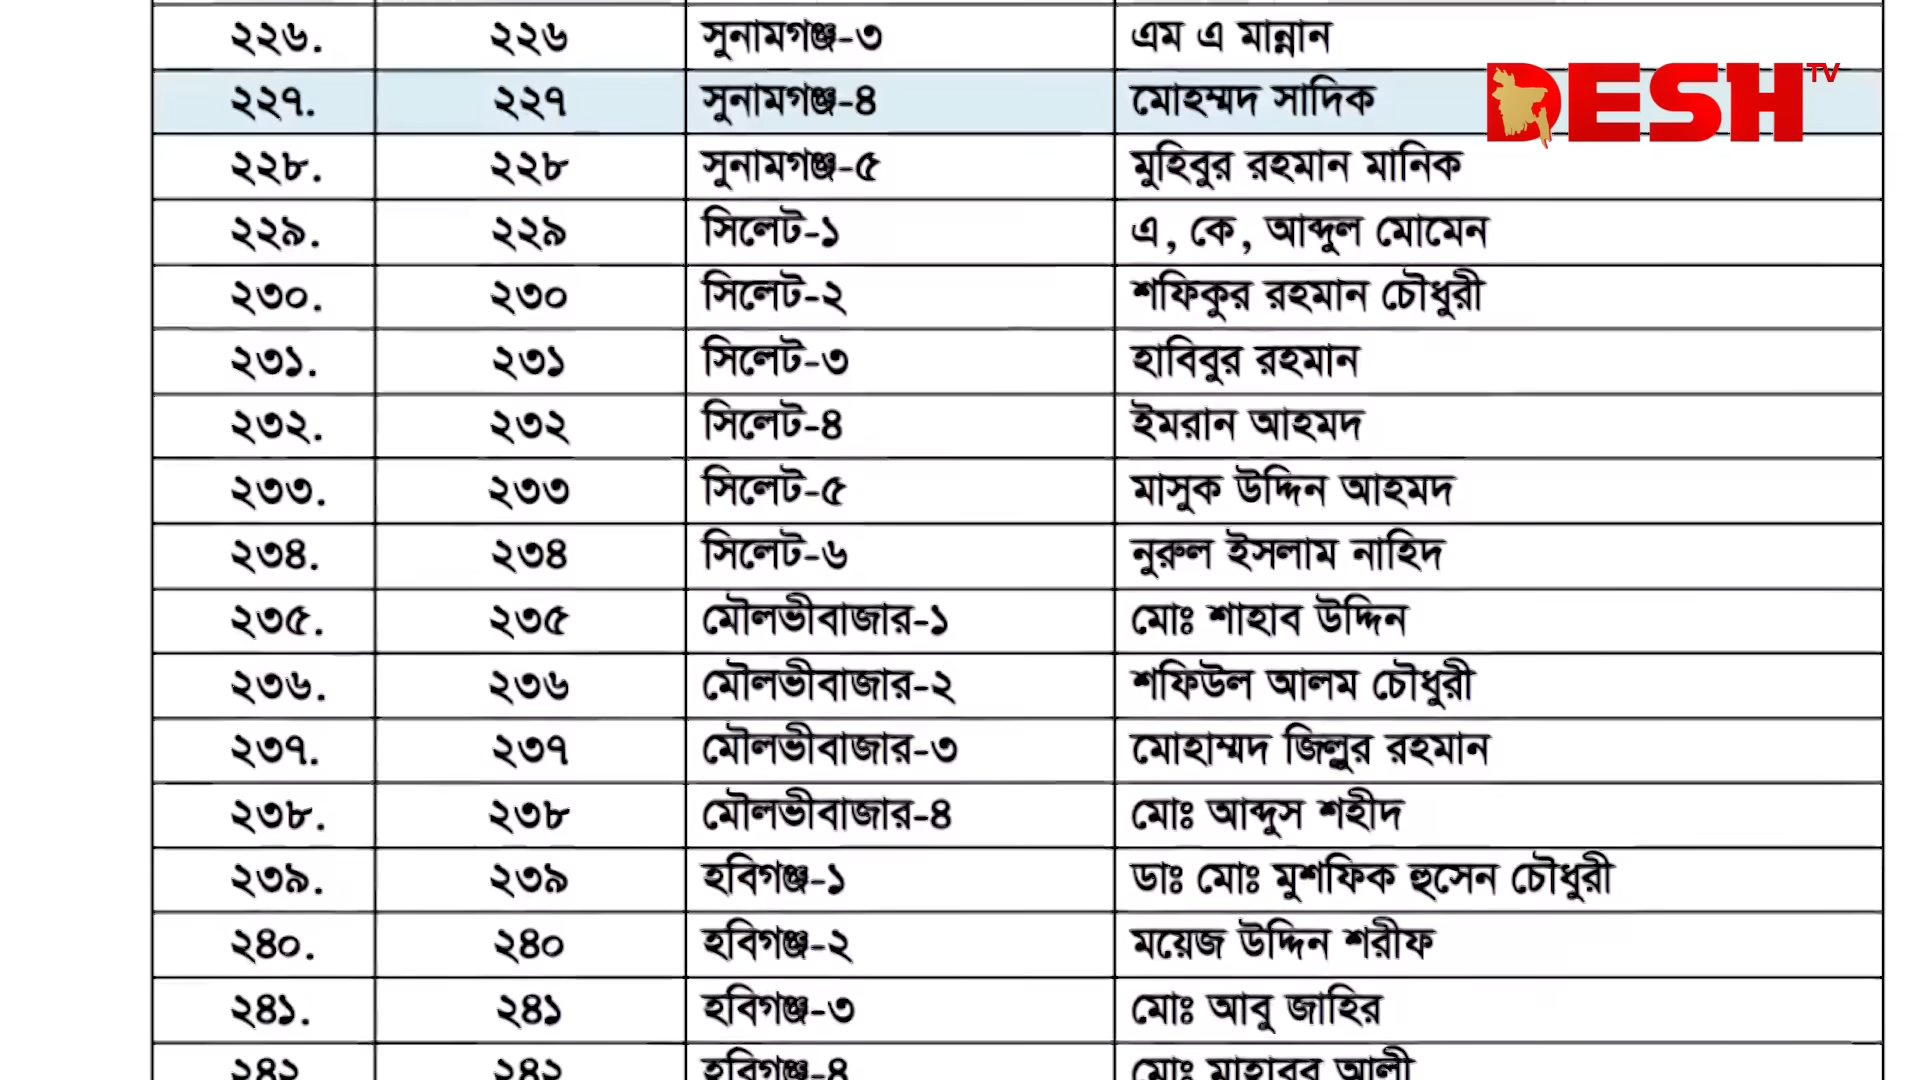 ২২৬. ২২৬ সুনামগঞ্জ-৩ এম এ মান্নান
২২৭. ২২৭ সুনামগঞ্জ-৪ মোহম্মদ সাদিক
DESH TV
২২৮. ২২৮ সুনামগঞ্জ-৫ মুহিবুর রহমান মানিক
২২৯. ২২৯ সিলেট-১ এ, কে, আব্দুল মোমেন
২৩০. ২৩০ সিলেট-২ শফিকুর রহমান চৌধুরী
২৩১. ২৩১ সিলেট-৩ হাবিবুর রহমান
২৩২. ২৩২ সিলেট-৪ ইমরান আহমদ
২৩৩. ২৩৩ সিলেট-৫ মাসুক উদ্দিন আহমদ
২৩৪. ২৩৪ সিলেট-৬ নুরুল ইসলাম নাহিদ
২৩৫. ২৩৫ মৌলভীবাজার-১ মোঃ শাহাব উদ্দিন
২৩৬. ২৩৬ মৌলভীবাজার-২ শফিউল আলম চৌধুরী
২৩৭. ২৩৭ মৌলভীবাজার-৩ মোহাম্মদ জিল্লুর রহমান
২৩৮. ২৩৮ মৌলভীবাজার-৪ মোঃ আব্দুস শহীদ
২৩৯. ২৩৯ হবিগঞ্জ-১ ডাঃ মোঃ মুশফিক হুসেন চৌধুরী
২৪০. ২৪০ হবিগঞ্জ-২ ময়েজ উদ্দিন শরীফ
২৪১. ২৪১ হবিগঞ্জ-৩ মোঃ আবু জাহির
২৪২ ২৪২ হবিগঞ্জ-৪ মোঃ মাহাবুব আলী